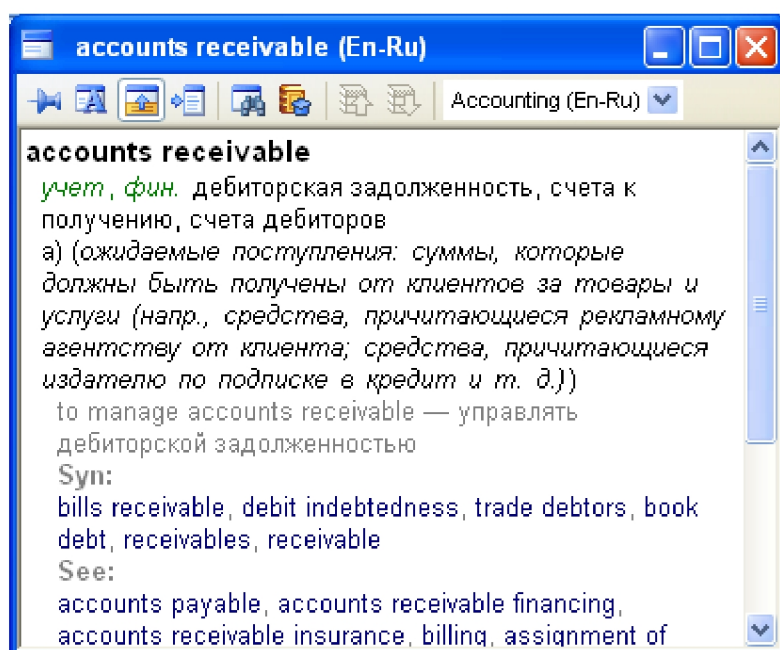 accounts receivable (En-Ru)
Accounting (En-Ru)
accounts receivable
учет, фин. дебиторская задолженность, счета к
получению, счета дебиторов
а) (ожидаемые поступления: суммы, которые
должны быть получены от клиентов за товары и
услуги (напр., средства, причитающиеся рекламному
агентству от клиента; средства, причитающиеся
издателю по подписке в кредит и т. д.))
to manage accounts receivable — управлять
дебиторской задолженностью
Syn:
bills receivable, debit indebtedness, trade debtors, book
debt, receivables, receivable
See:
accounts payable, accounts receivable financing,
accounts receivable insurance, billing, assignment of